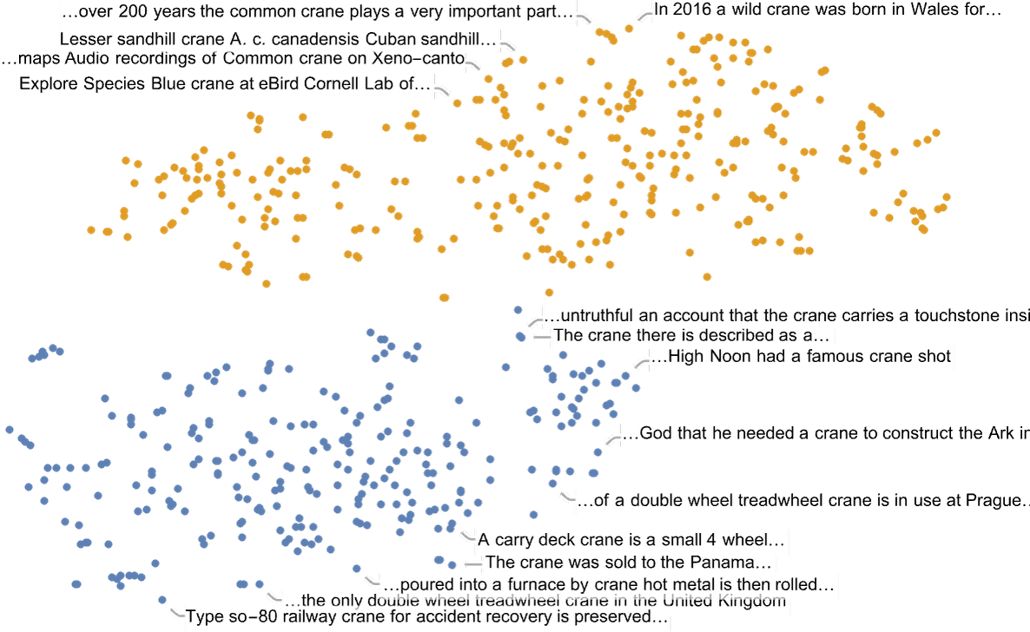 …over 200 years the common crane plays a very important part…
In 2016 a wild crane was born in Wales for…
Lesser sandhill crane A. c. canadensis Cuban sandhill…
…maps Audio recordings of Common crane on Xeno−canto
Explore Species Blue crane at eBird Cornell Lab of…
…untruthful an account that the crane carries a touchstone insi
The crane there is described as a…
…High Noon had a famous crane shot
…God that he needed a crane to construct the Ark in
…of a double wheel treadwheel crane is in use at Prague…
A carry deck crane is a small 4 wheel…
The crane was sold to the Panama…
…poured into a furnace by crane hot metal is then rolled…
…the only double wheel treadwheel crane in the United Kingdom
Type so−80 railway crane for accident recovery is preserved…